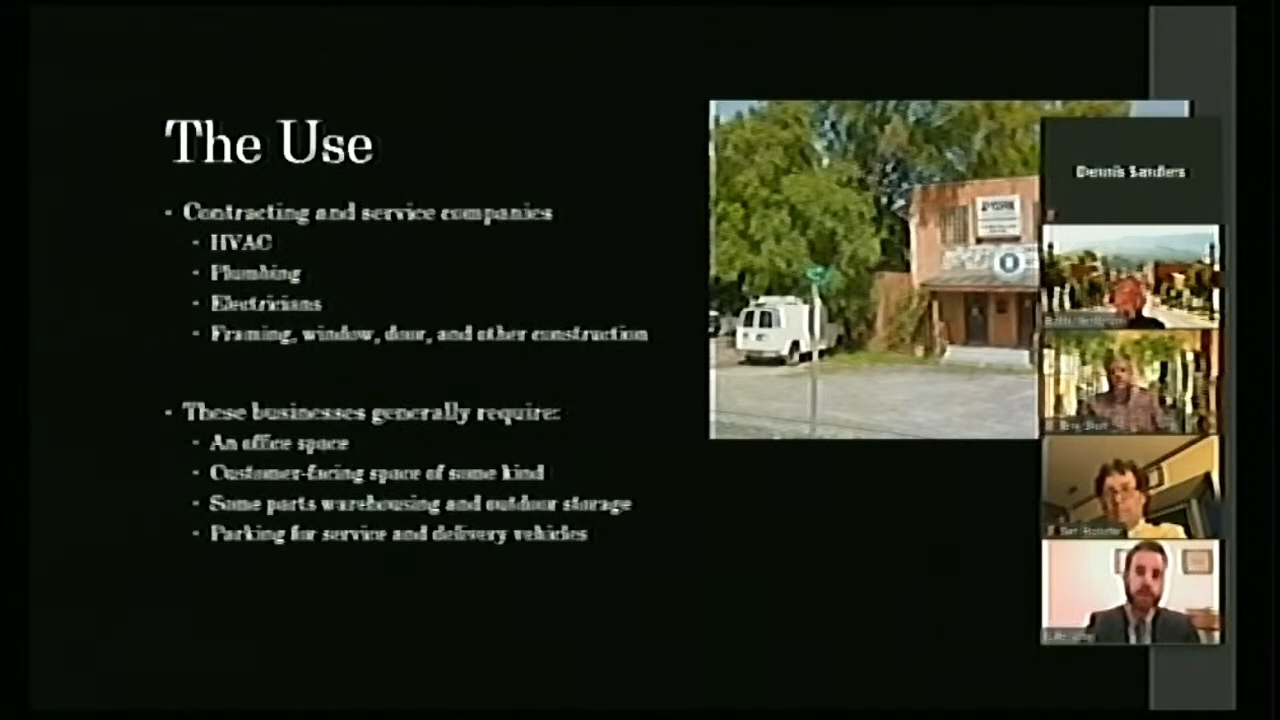 The Use
- Contracting and service companies
- HVAC
- Plumbing
- Electricians
- Framing, window, door, and other construction
- These businesses generally require:
- An office space
- Customer-facing space of some kind
- Some parts warehousing and outdoor storage
- Parking for service and delivery vehicles
Dennis Sanders